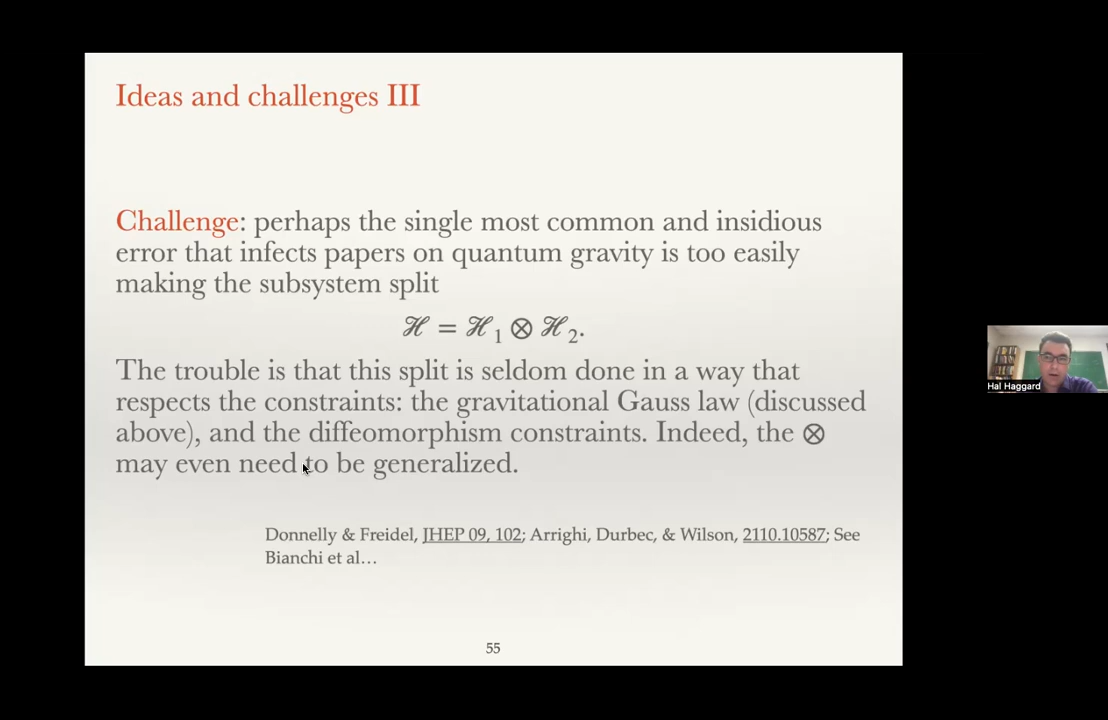 Ideas and challenges III
Challenge: perhaps the single most common and insidious
error that infects papers on quantum gravity is too easily
making the subsystem split
ℋ = ℋ₁ ⊗ ℋ₂.
The trouble is that this split is seldom done in a way that
respects the constraints: the gravitational Gauss law (discussed
above), and the diffeomorphism constraints. Indeed, the ⊗
may even need to be generalized.
Donnelly & Freidel, JHEP 09, 102; Arrighi, Durbec, & Wilson, 2110.10587; See
Bianchi et al…
55
Hal Haggard